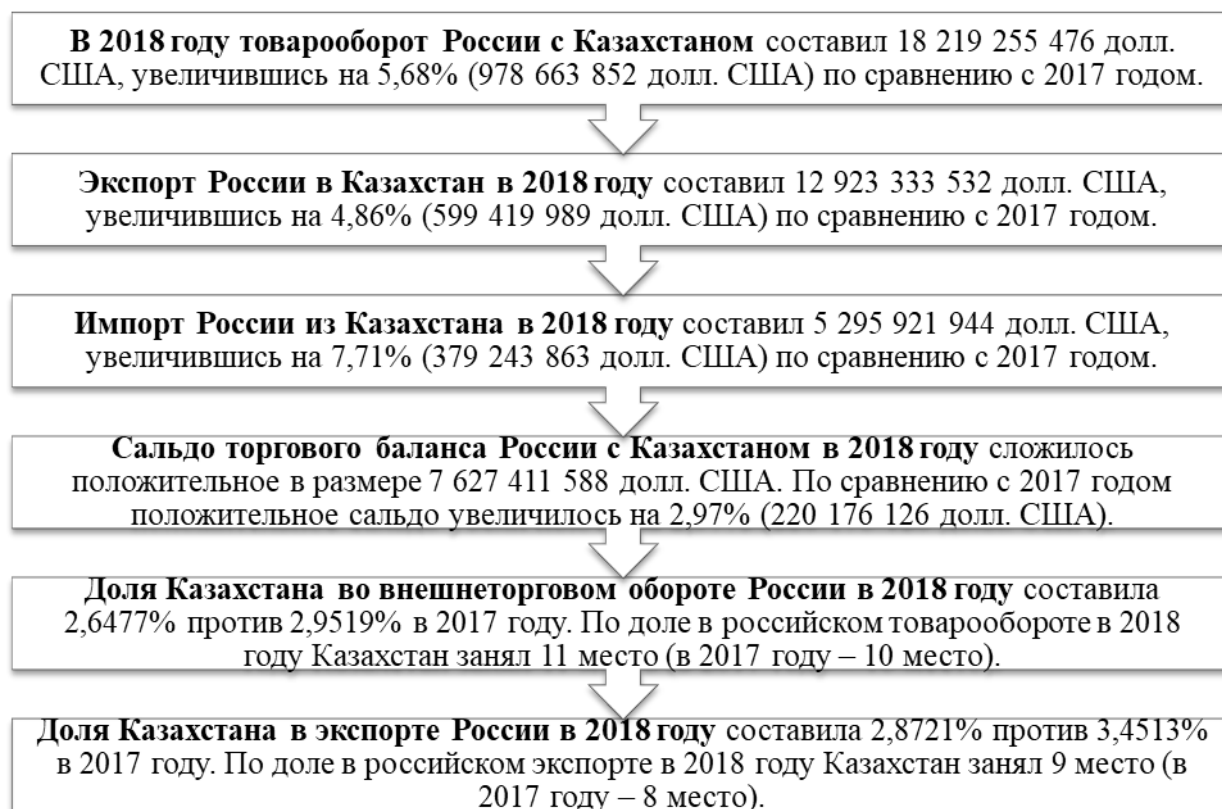 В 2018 году товарооборот России с Казахстаном составил 18 219 255 476 долл.
США, увеличившись на 5,68% (978 663 852 долл. США) по сравнению с 2017 годом.
Экспорт России в Казахстан в 2018 году составил 12 923 333 532 долл. США,
увеличившись на 4,86% (599 419 989 долл. США) по сравнению с 2017 годом.
Импорт России из Казахстана в 2018 году составил 5 295 921 944 долл. США,
увеличившись на 7,71% (379 243 863 долл. США) по сравнению с 2017 годом.
Сальдо торгового баланса России с Казахстаном в 2018 году сложилось
положительное в размере 7 627 411 588 долл. США. По сравнению с 2017 годом
положительное сальдо увеличилось на 2,97% (220 176 126 долл. США).
Доля Казахстана во внешнеторговом обороте России в 2018 году составила
2,6477% против 2,9519% в 2017 году. По доле в российском товарообороте в 2018
году Казахстан занял 11 место (в 2017 году – 10 место).
Доля Казахстана в экспорте России в 2018 году составила 2,8721% против 3,4513%
в 2017 году. По доле в российском экспорте в 2018 году Казахстан занял 9 место (в
2017 году – 8 место).